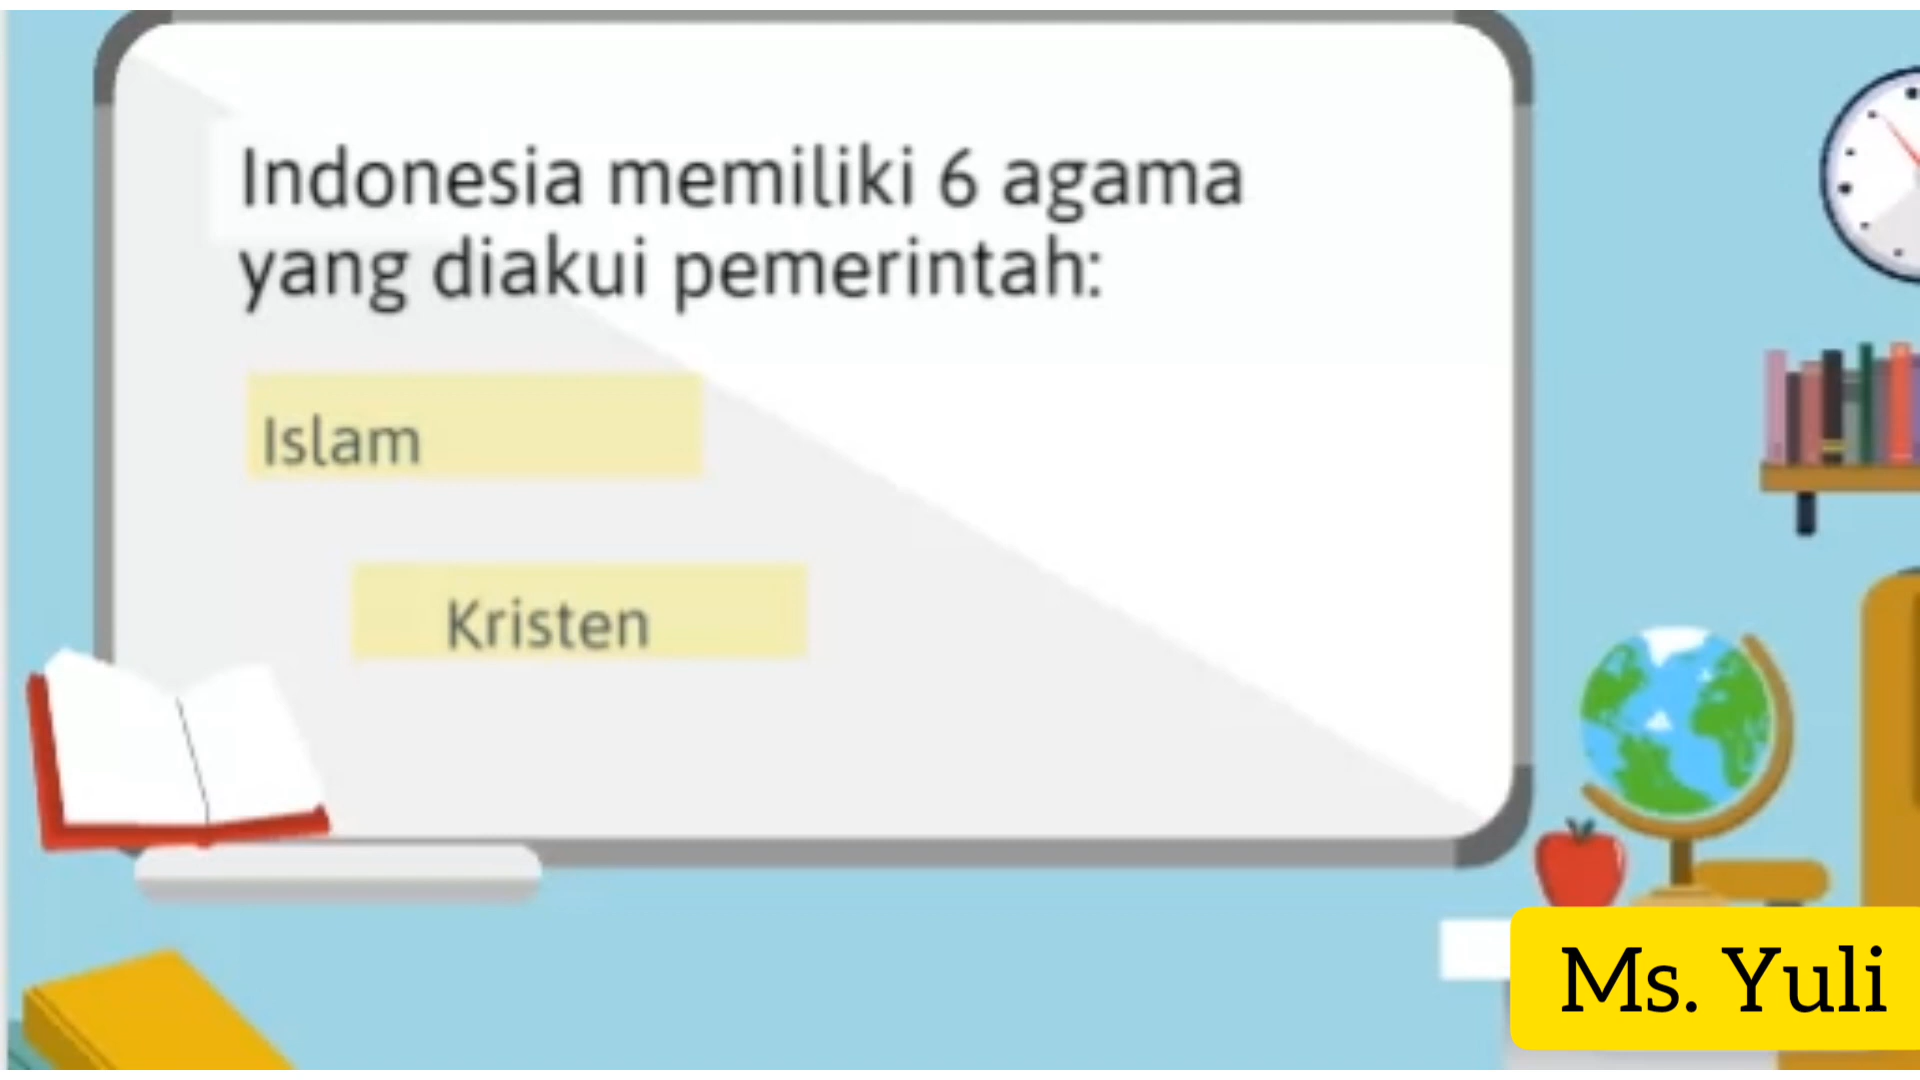 Indonesia memiliki 6 agama
yang diakui pemerintah:
Islam
Kristen
Ms. Yuli